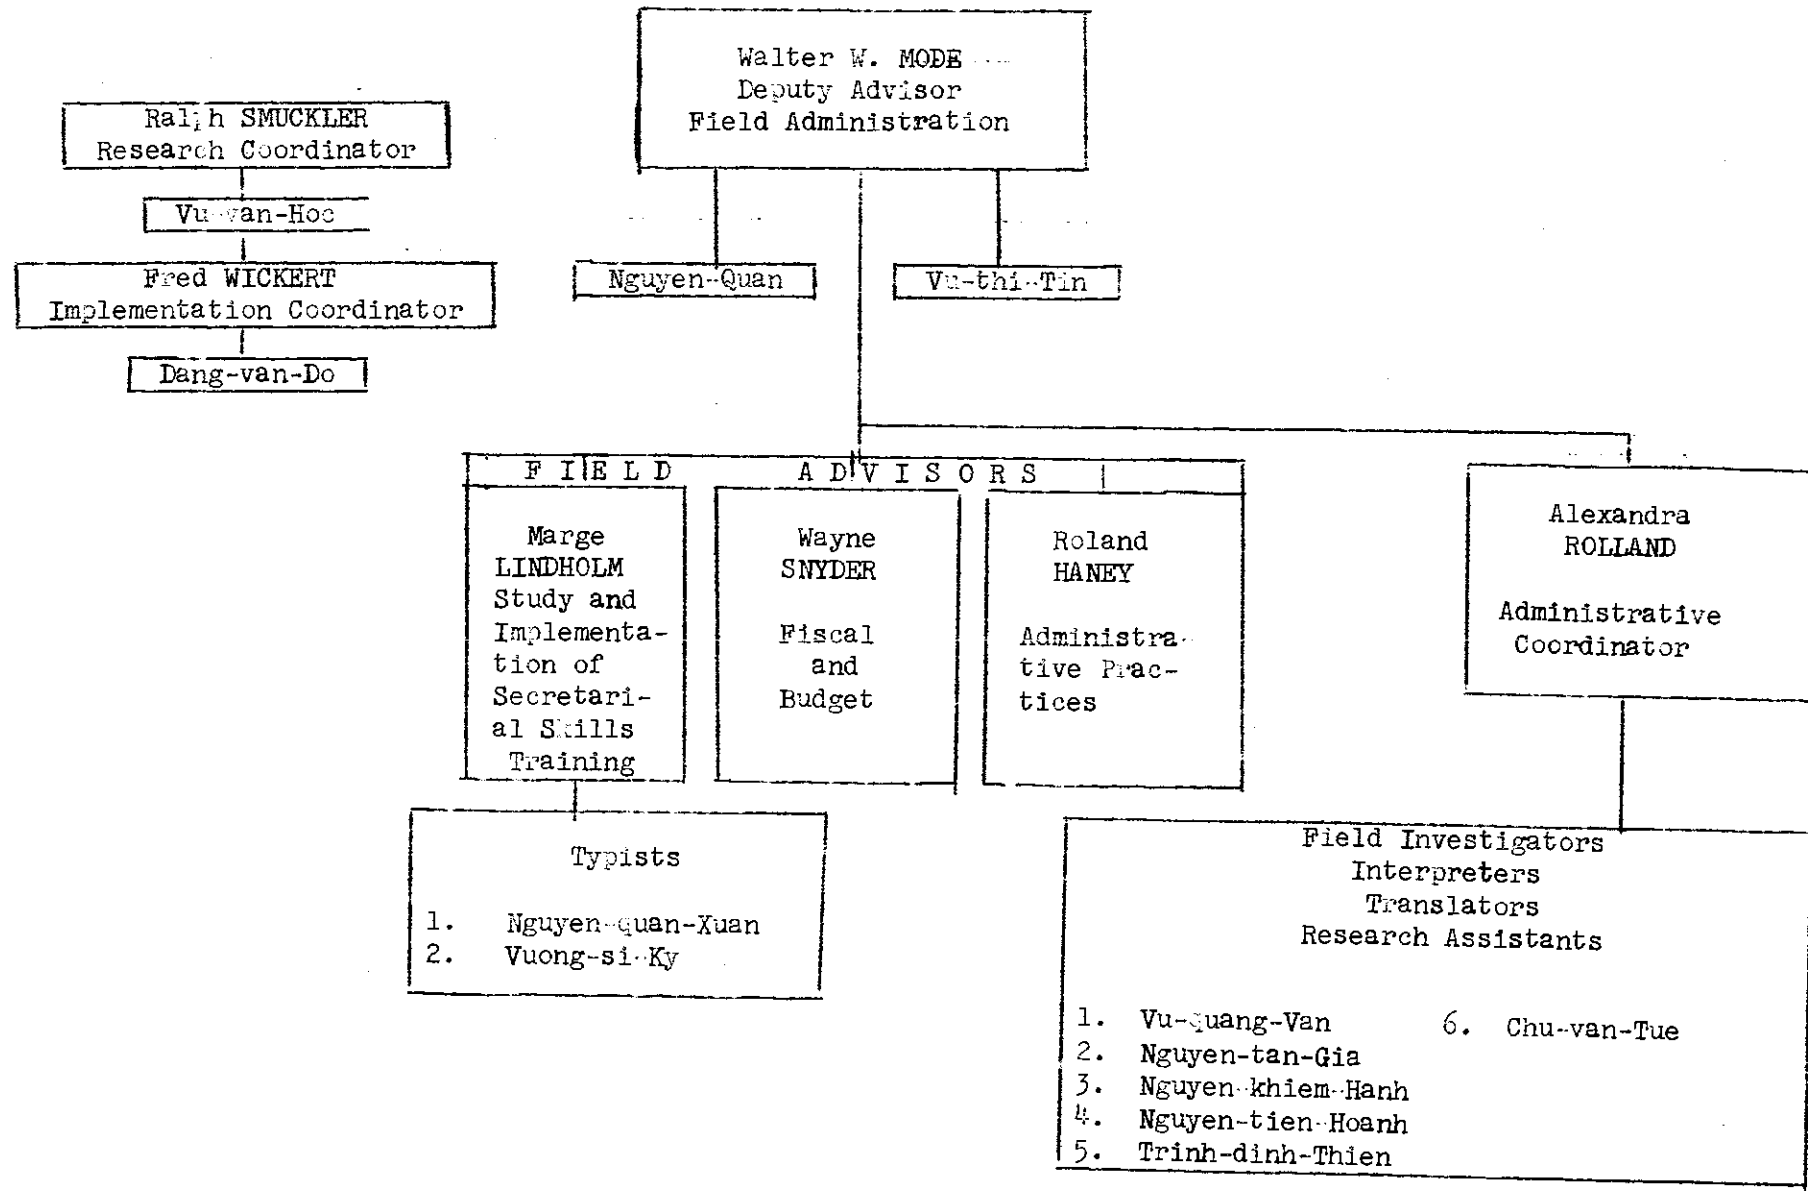 Walter W. MODE
Deputy Advisor
Field Administration
Ralph SMUCKLER
Research Coordinator
Vu-van-Hoc
Fred WICKERT
Implementation Coordinator
Dang-van-Do
Nguyen-Quan
Vu-thi-Tin
FIELD ADVISORS
Marge
LINDHOLM
Study and
Implementa-
tion of
Secretari-
al Skills
Training
Wayne
SNYDER
Fiscal
and
Budget
Roland
HANEY
Administra-
tive Prac-
tices
Alexandra
ROLLAND
Administrative
Coordinator
Typists
1. Nguyen-quan-Xuan
2. Vuong-si-Ky
Field Investigators
Interpreters
Translators
Research Assistants
1. Vu-quang-Van
2. Nguyen-tan-Gia
3. Nguyen-khiem-Hanh
4. Nguyen-tien-Hoanh
5. Trinh-dinh-Thien
6. Chu-van-Tue